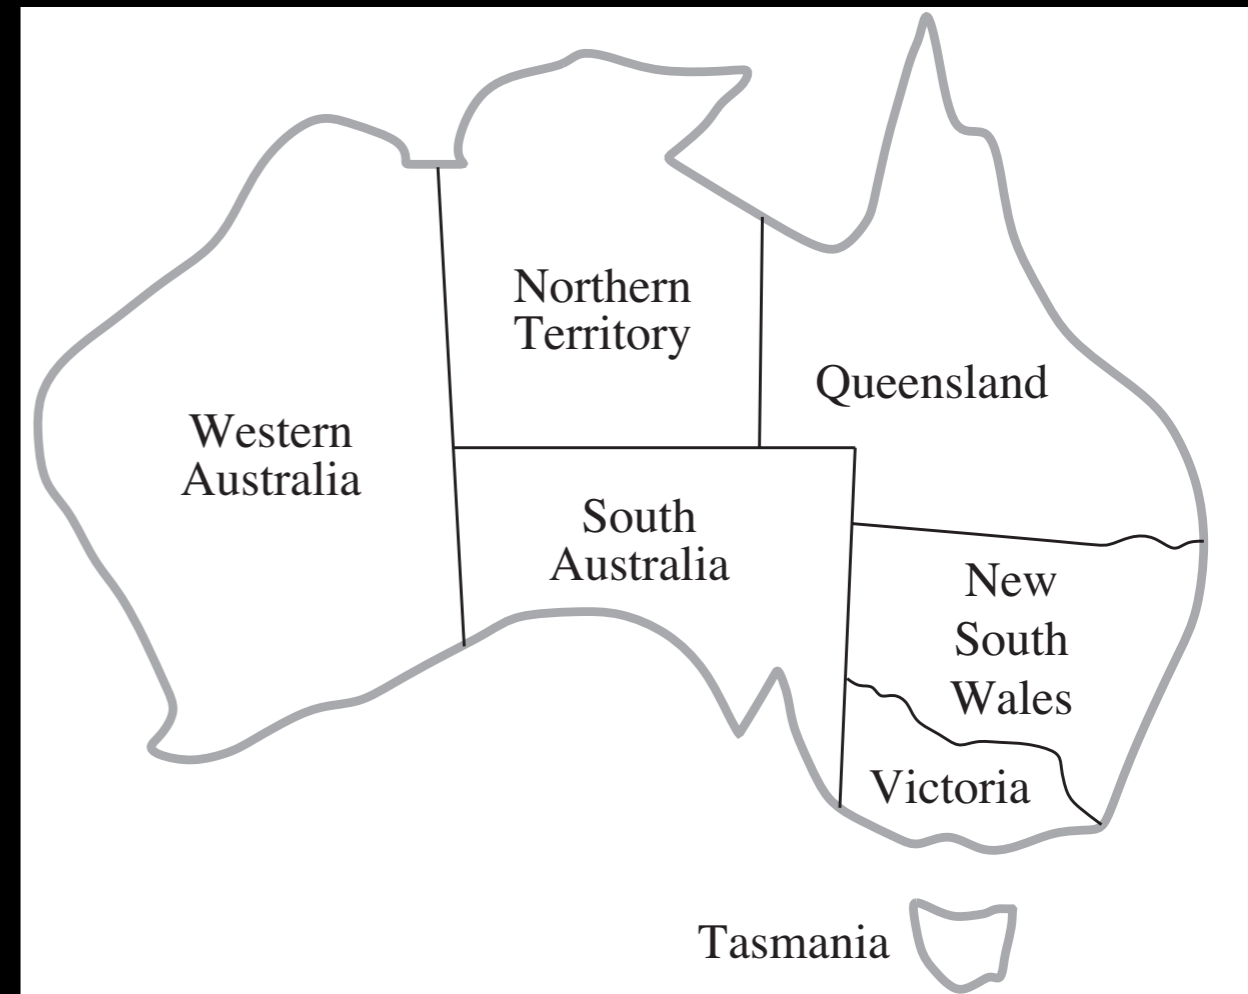 Northern
Territory
Queensland
Western
Australia
South
Australia
New
South
Wales
Victoria
Tasmania